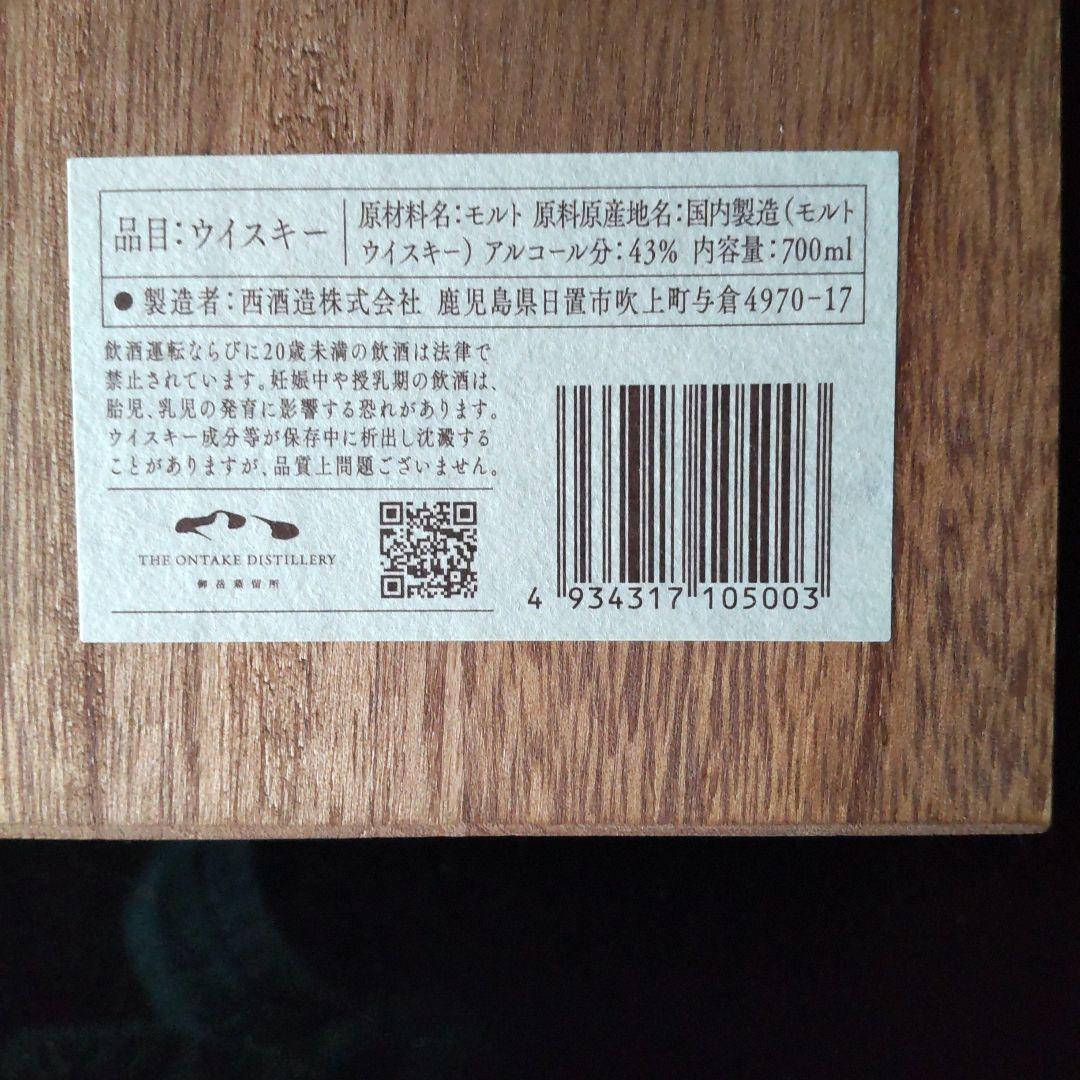 品目：ウイスキー
原材料名：モルト 原料原産地名：国内製造（モルト
ウイスキー）アルコール分：43％ 内容量：700ml
● 製造者：西酒造株式会社 鹿児島県日置市吹上町与倉4970-17
飲酒運転ならびに20歳未満の飲酒は法律で
禁止されています。妊娠中や授乳期の飲酒は、
胎児、乳児の発育に影響する恐れがあります。
ウイスキー成分等が保存中に析出し沈澱する
ことがありますが、品質上問題ございません。
THE ONTAKE DISTILLERY
御岳蒸留所
4 934317 105003